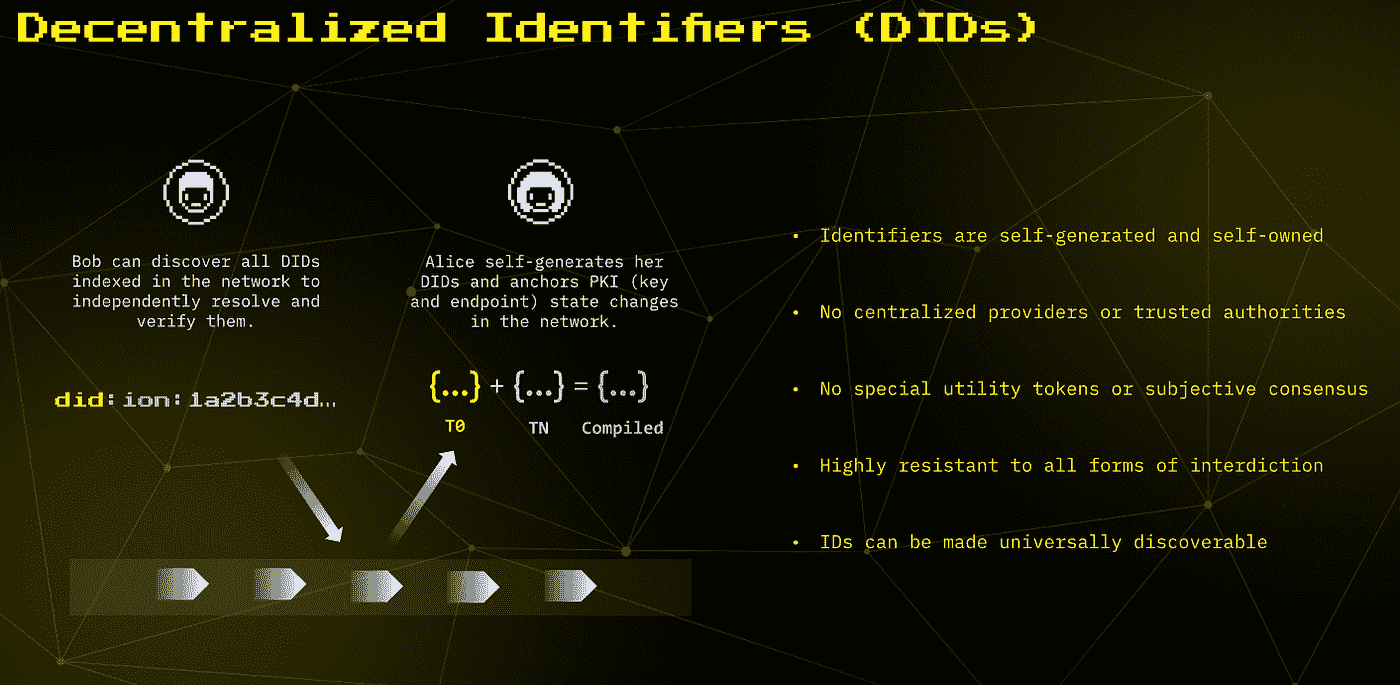 Decentralized Identifiers (DIDs)
Bob can discover all DIDs
indexed in the network to
independently resolve and
verify them.
Alice self-generates her
DIDs and anchors PKI (key
and endpoint) state changes
in the network.
did:ion:1a2b3c4d…
{…} + {…} = {…}
T0 TN Compiled
• Identifiers are self-generated and self-owned
• No centralized providers or trusted authorities
• No special utility tokens or subjective consensus
• Highly resistant to all forms of interdiction
• IDs can be made universally discoverable